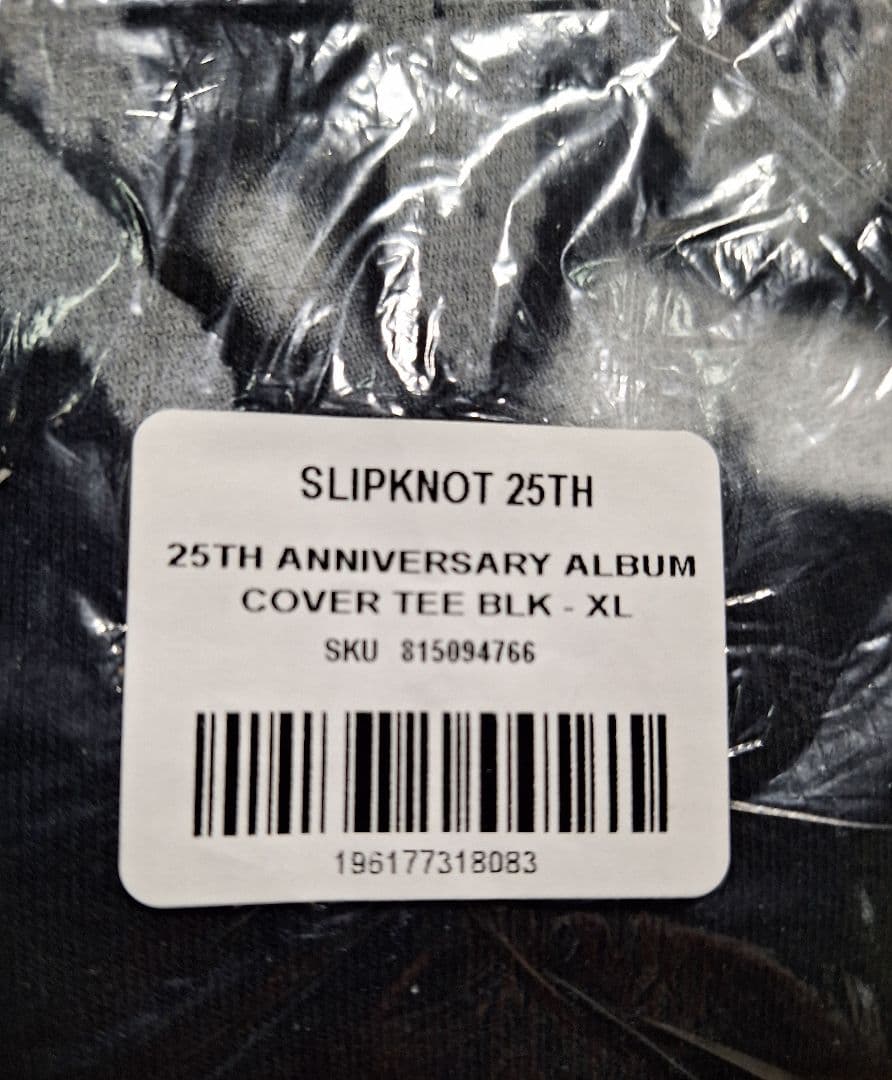 SLIPKNOT 25TH
25TH ANNIVERSARY ALBUM
COVER TEE BLK - XL
SKU 815094766
196177318083